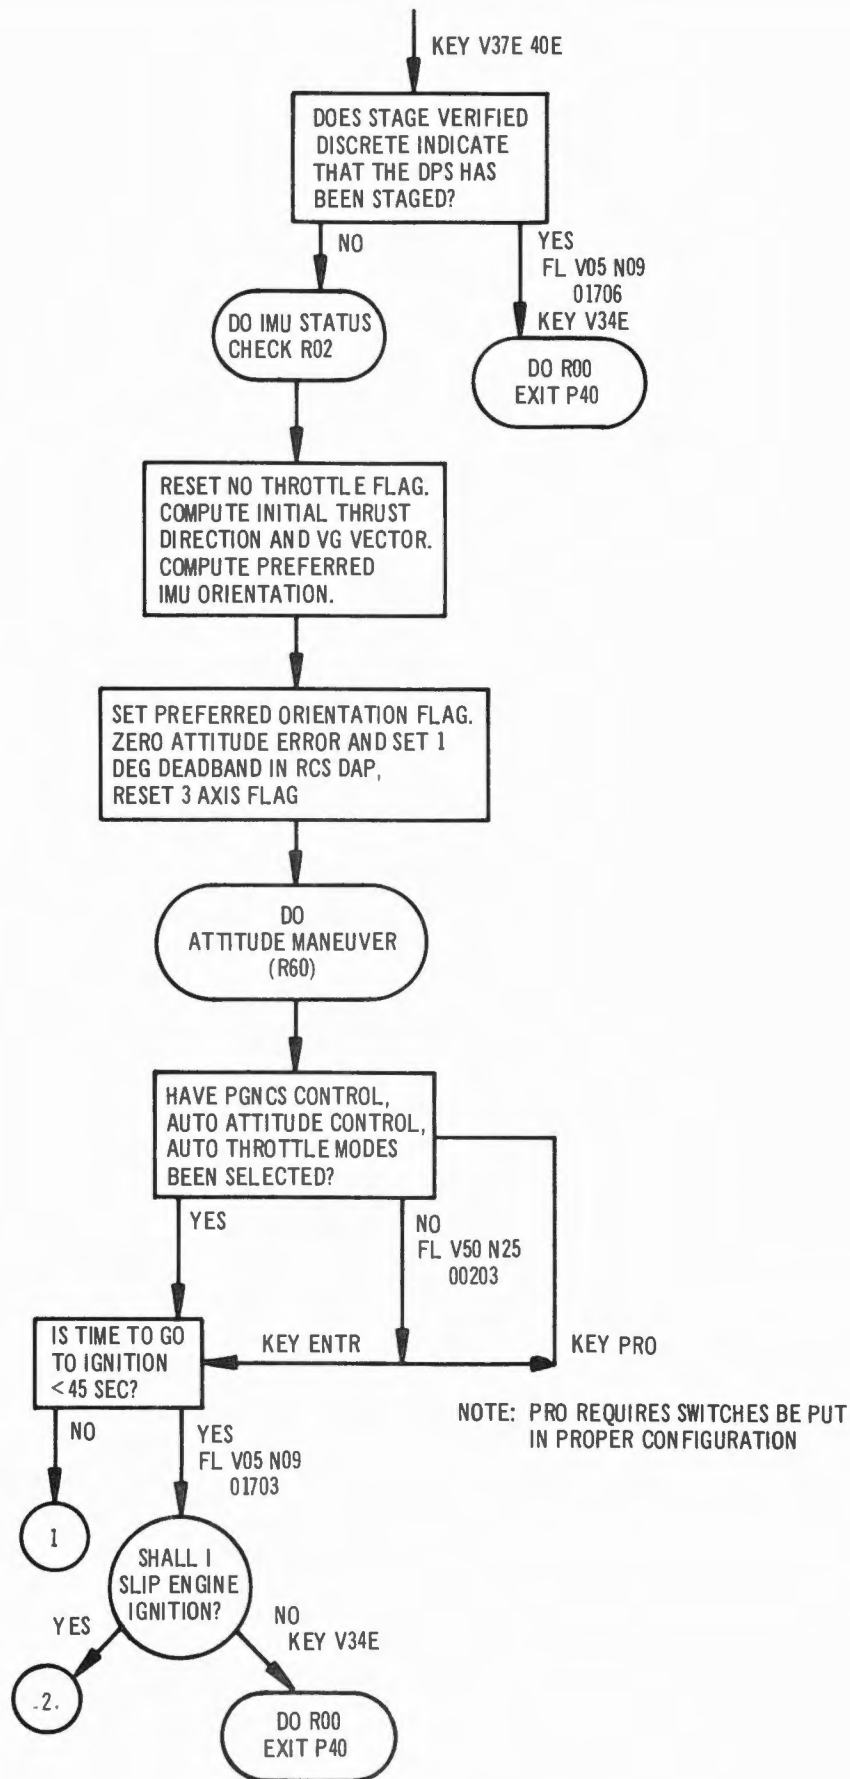 KEY V37E 40E
DOES STAGE VERIFIED
DISCRETE INDICATE
THAT THE DPS HAS
BEEN STAGED?
NO
YES
FL V05 N09
01706
KEY V34E
DO IMU STATUS
CHECK R02
DO R00
EXIT P40
RESET NO THROTTLE FLAG.
COMPUTE INITIAL THRUST
DIRECTION AND VG VECTOR.
COMPUTE PREFERRED
IMU ORIENTATION.
SET PREFERRED ORIENTATION FLAG.
ZERO ATTITUDE ERROR AND SET 1
DEG DEADBAND IN RCS DAP,
RESET 3 AXIS FLAG
DO
ATTITUDE MANEUVER
(R60)
HAVE PGNCS CONTROL,
AUTO ATTITUDE CONTROL,
AUTO THROTTLE MODES
BEEN SELECTED?
YES
NO
FL V50 N25
00203
IS TIME TO GO
TO IGNITION
<45 SEC?
KEY ENTR
KEY PRO
NOTE: PRO REQUIRES SWITCHES BE PUT
IN PROPER CONFIGURATION
NO
YES
FL V05 N09
01703
1
SHALL I
SLIP ENGINE
IGNITION?
YES
NO
KEY V34E
.2.
DO R00
EXIT P40